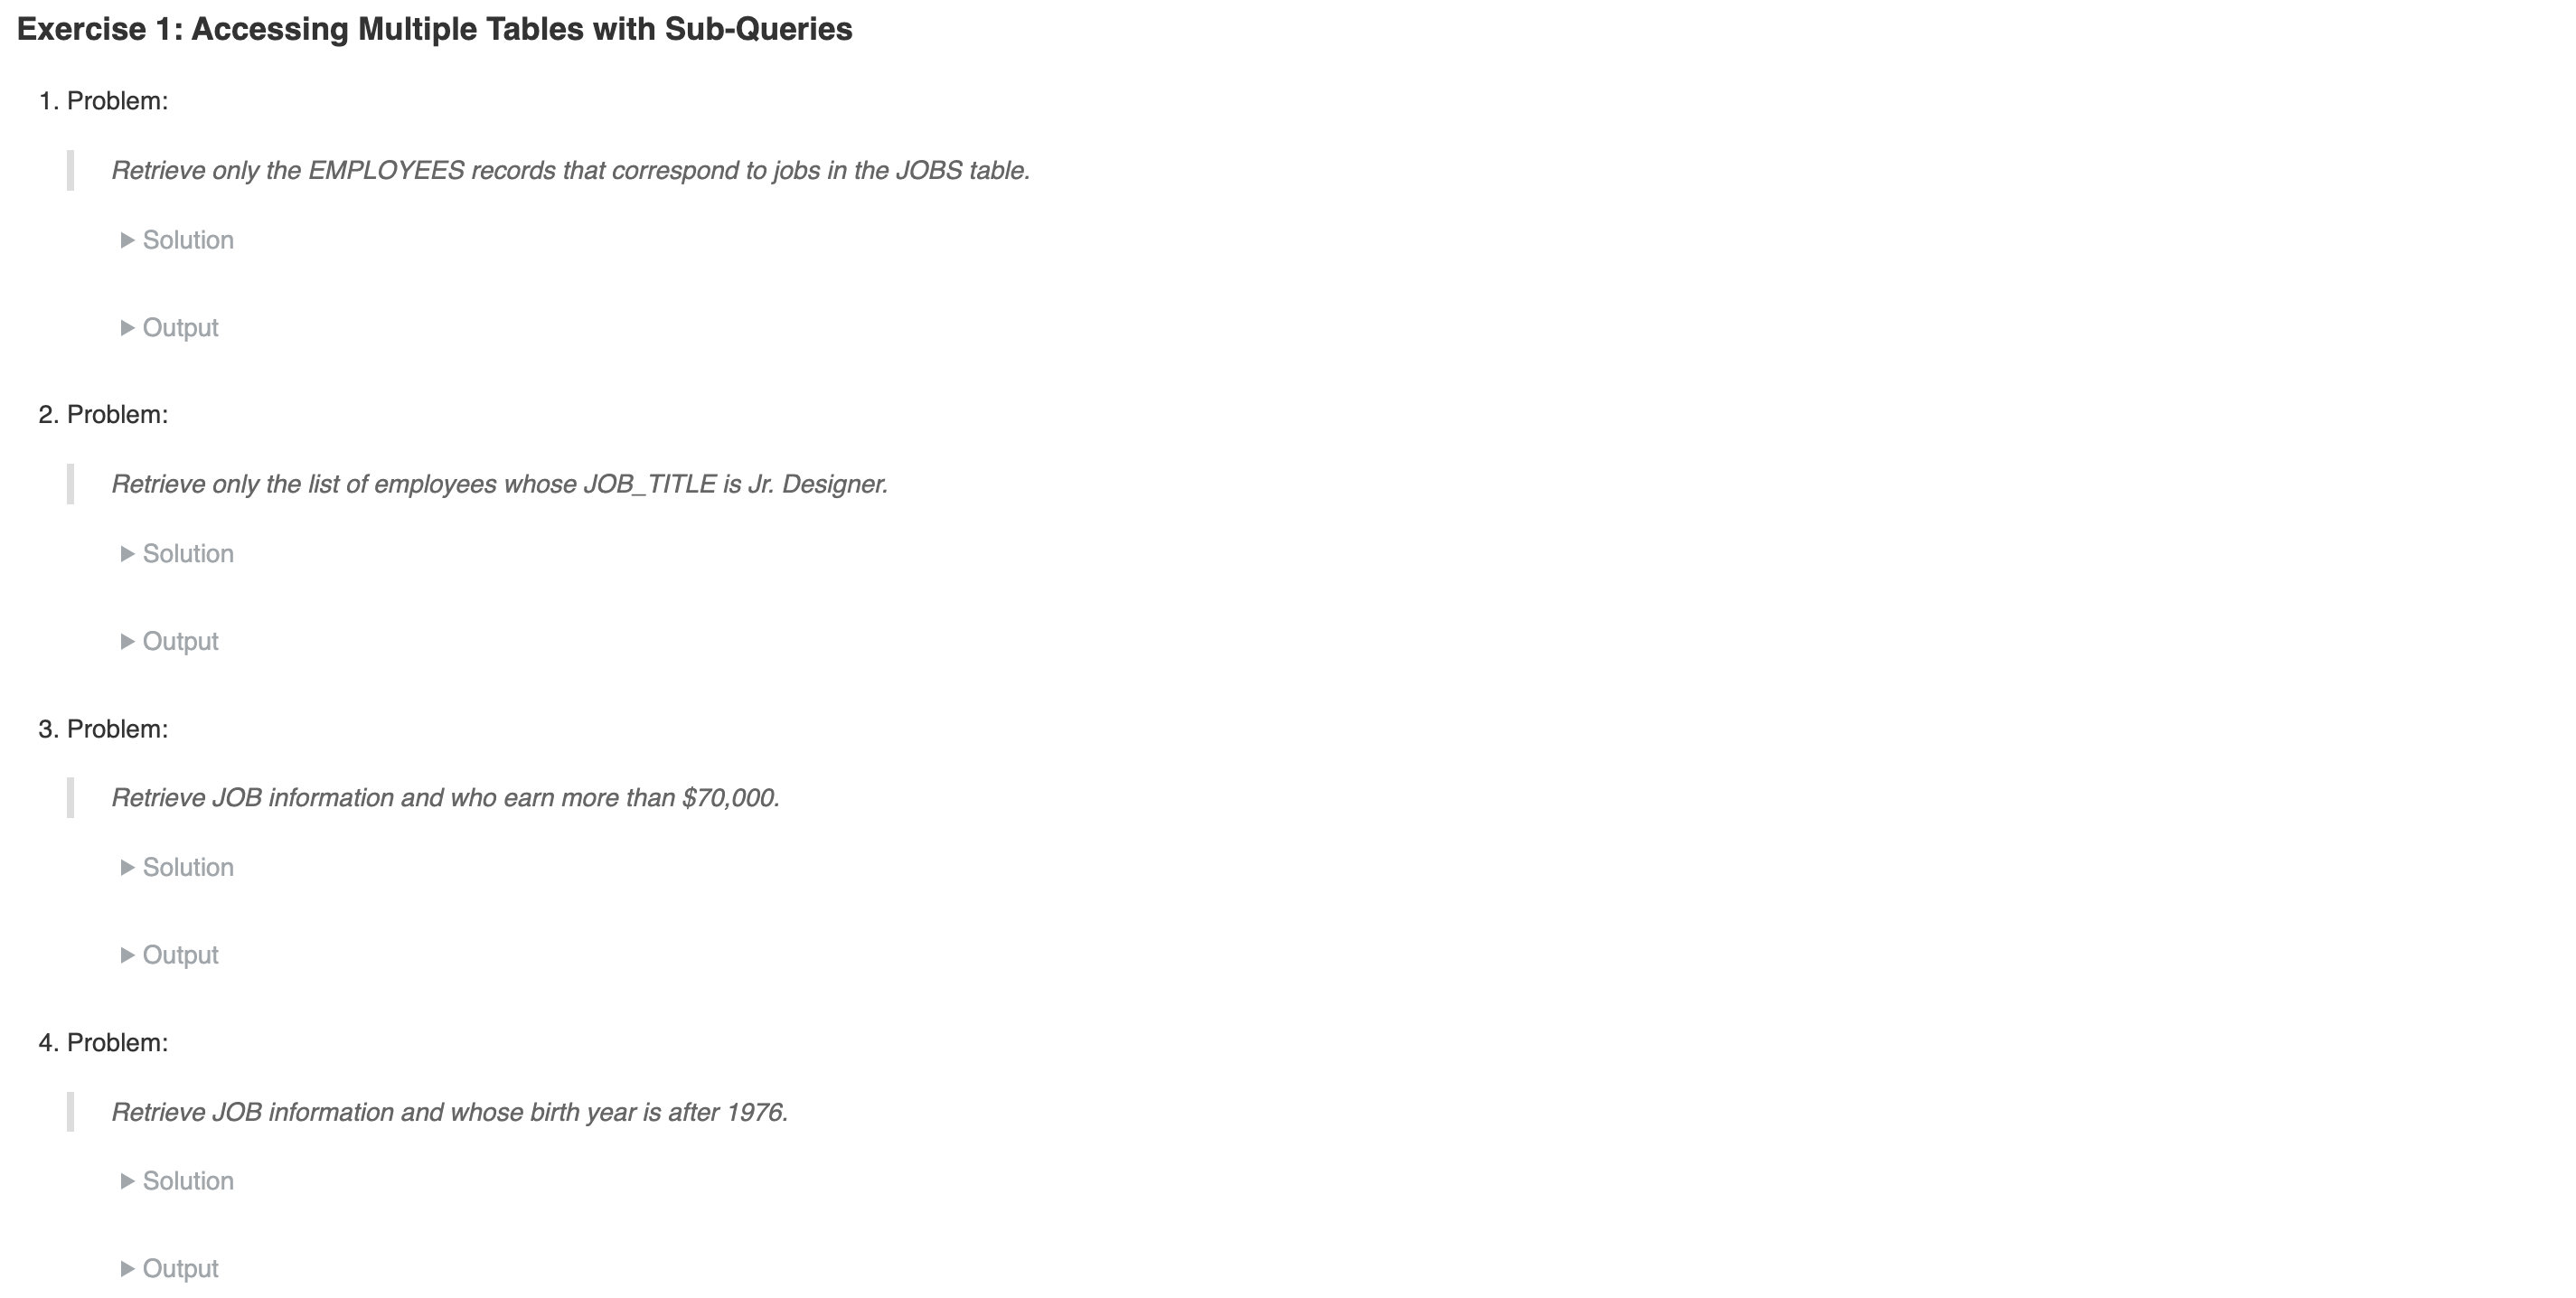 Exercise 1: Accessing Multiple Tables with Sub-Queries
1. Problem:
Retrieve only the EMPLOYEES records that correspond to jobs in the JOBS table.
▶ Solution
▶ Output
2. Problem:
Retrieve only the list of employees whose JOB_TITLE is Jr. Designer.
▶ Solution
▶ Output
3. Problem:
Retrieve JOB information and who earn more than $70,000.
▶ Solution
▶ Output
4. Problem:
Retrieve JOB information and whose birth year is after 1976.
▶ Solution
▶ Output